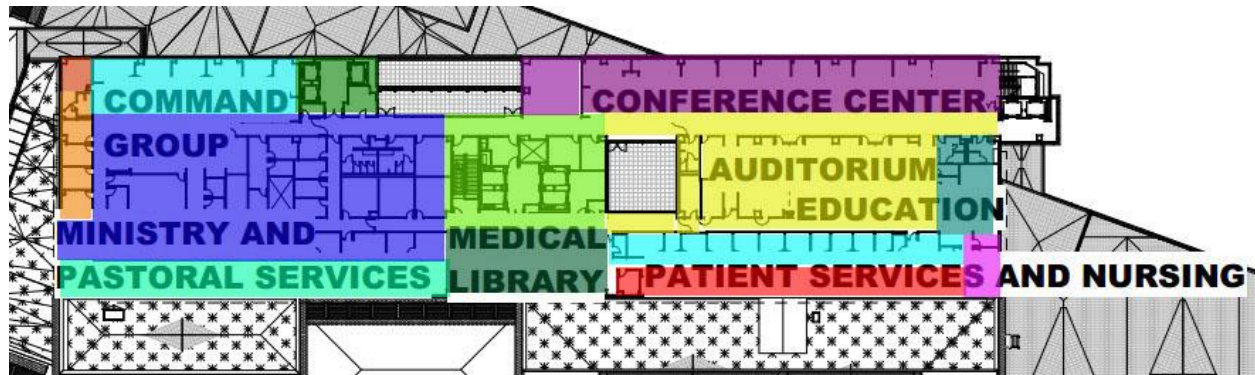 COMMAND
GROUP
MINISTRY AND
PASTORAL SERVICES
MEDICAL
LIBRARY
CONFERENCE CENTER
AUDITORIUM
EDUCATION
PATIENT SERVICES AND NURSING